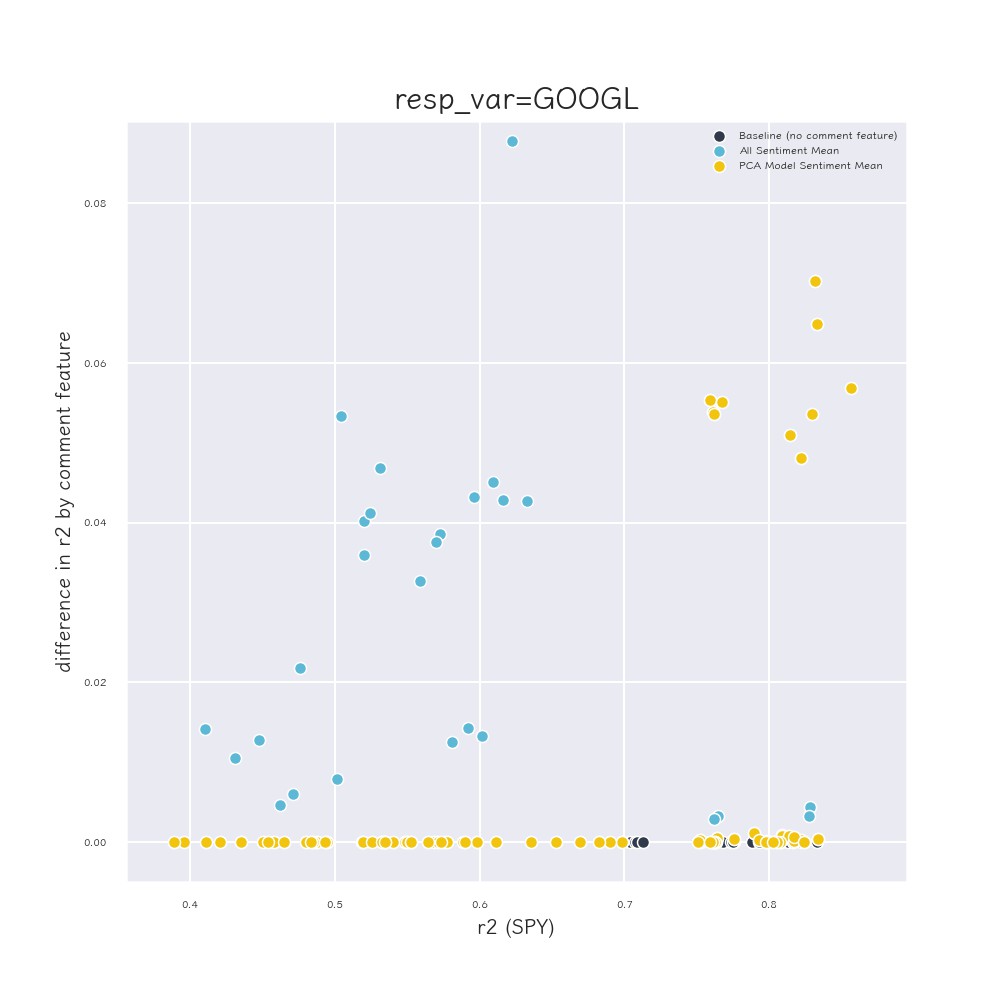 resp_var=GOOGL
Baseline (no comment feature)
All Sentiment Mean
PCA Model Sentiment Mean
0.08
0.06
0.04
0.02
0.00
difference in r2 by comment feature
0.4 0.5 0.6 0.7 0.8
r2 (SPY)